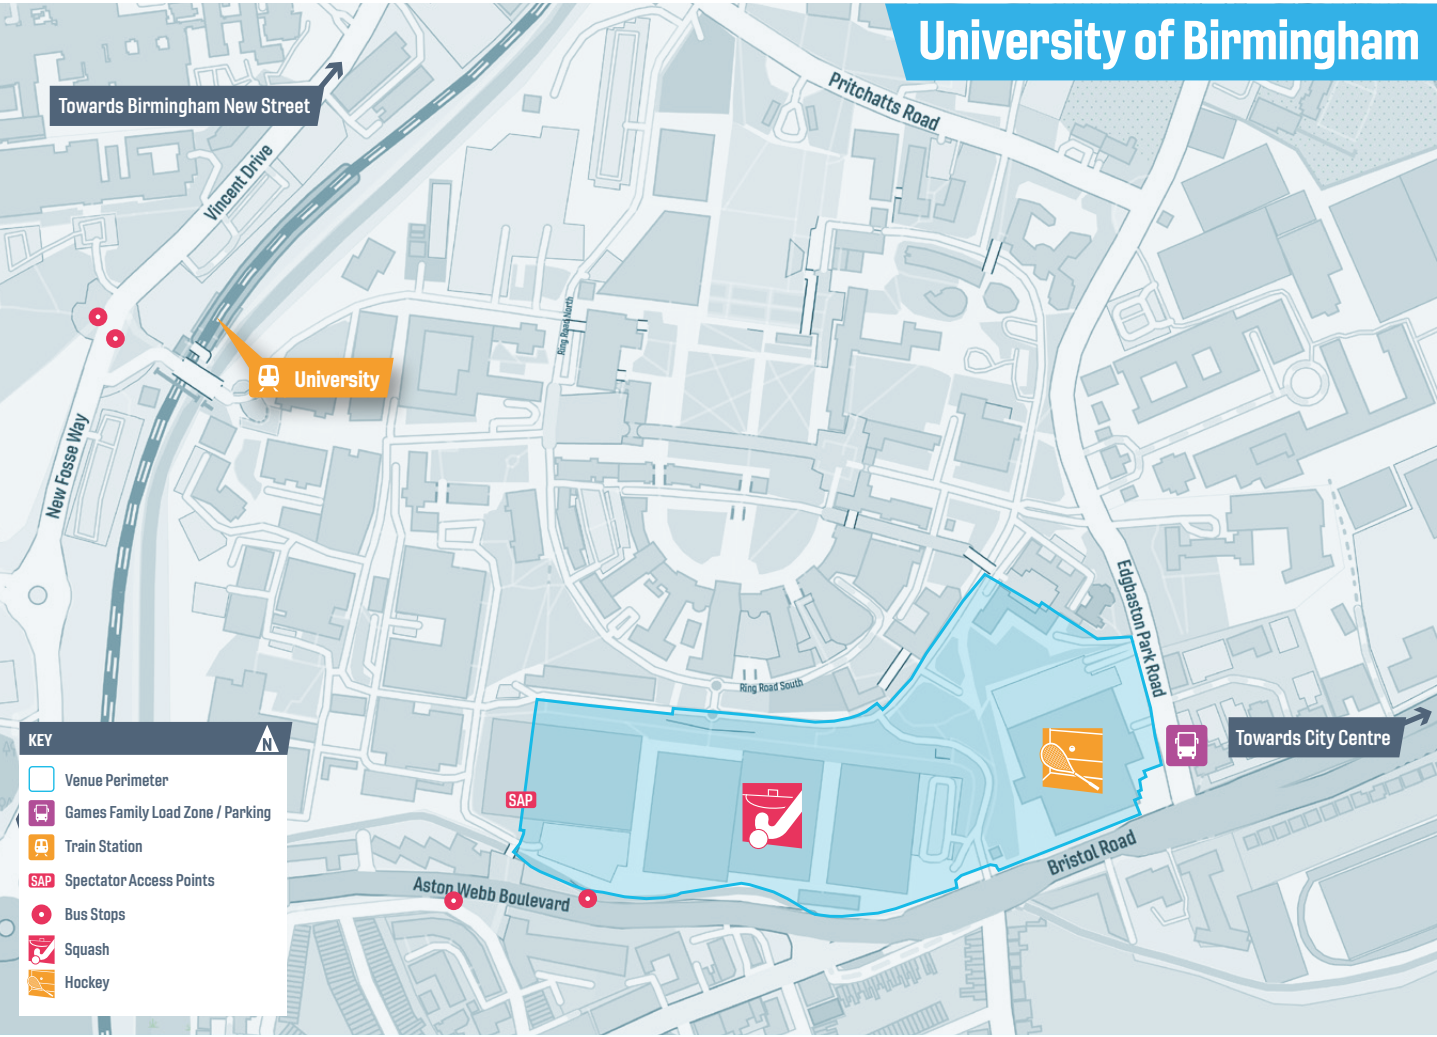 University of Birmingham
Towards Birmingham New Street
Pritchatts Road
Vincent Drive
Ring Road North
University
New Fosse Way
Edgbaston Park Road
Ring Road South
Towards City Centre
SAP
Bristol Road
Aston Webb Boulevard
KEY
N
Venue Perimeter
Games Family Load Zone / Parking
Train Station
SAP Spectator Access Points
Bus Stops
Squash
Hockey